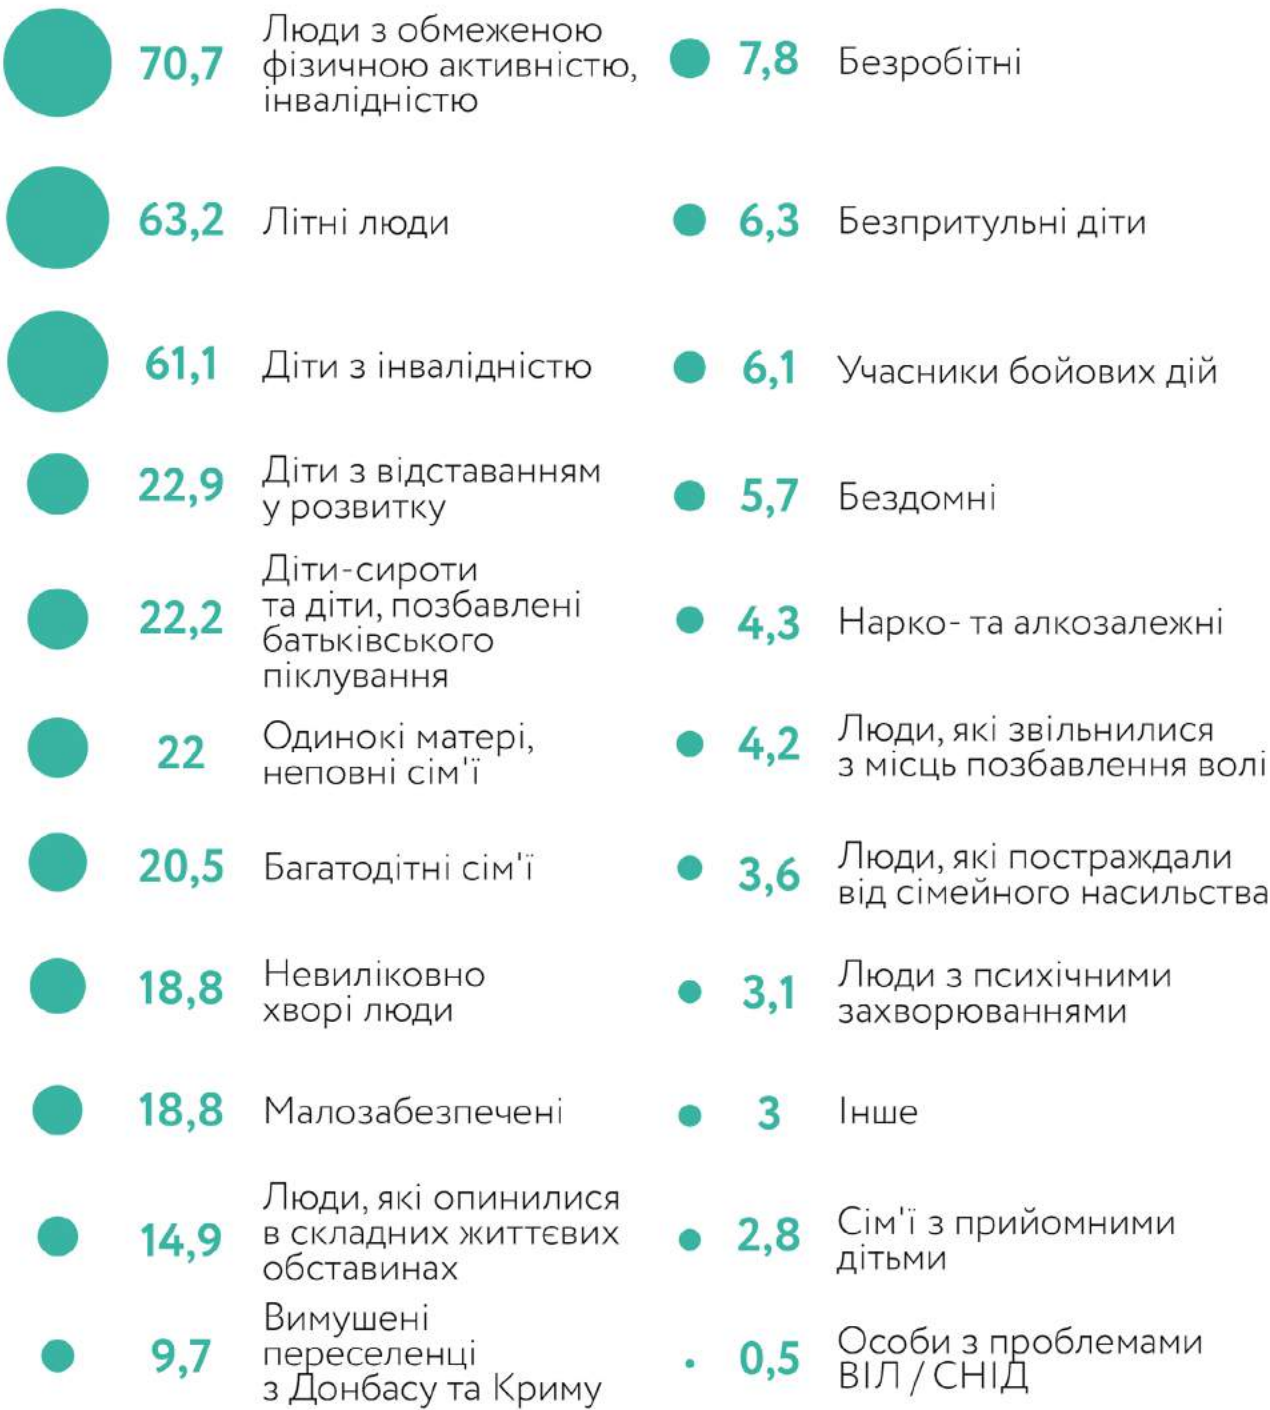 70,7
Люди з обмеженою
фізичною активністю,
інвалідністю
63,2
Літні люди
61,1
Діти з інвалідністю
22,9
Діти з відставанням
у розвитку
22,2
Діти-сироти
та діти, позбавлені
батьківського
піклування
22
Одинокі матері,
неповні сім'ї
20,5
Багатодітні сім'ї
18,8
Невиліковно
хворі люди
18,8
Малозабезпечені
14,9
Люди, які опинилися
в складних життєвих
обставинах
9,7
Вимушені
переселенці
з Донбасу та Криму
7,8
Безробітні
6,3
Безпритульні діти
6,1
Учасники бойових дій
5,7
Бездомні
4,3
Нарко- та алкозалежні
4,2
Люди, які звільнилися
з місць позбавлення волі
3,6
Люди, які постраждали
від сімейного насильства
3,1
Люди з психічними
захворюваннями
3
Інше
2,8
Сім'ї з прийомними
дітьми
0,5
Особи з проблемами
ВІЛ / СНІД